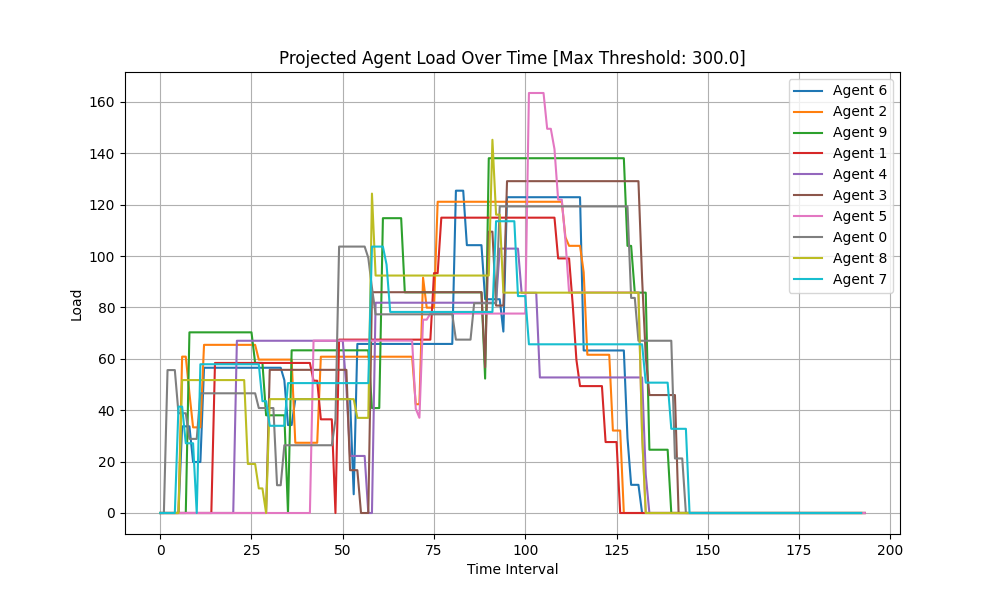 Projected Agent Load Over Time [Max Threshold: 300.0]
Load
160
140
120
100
80
60
40
20
0
0 25 50 75 100 125 150 175 200
Time Interval
Agent 6
Agent 2
Agent 9
Agent 1
Agent 4
Agent 3
Agent 5
Agent 0
Agent 8
Agent 7